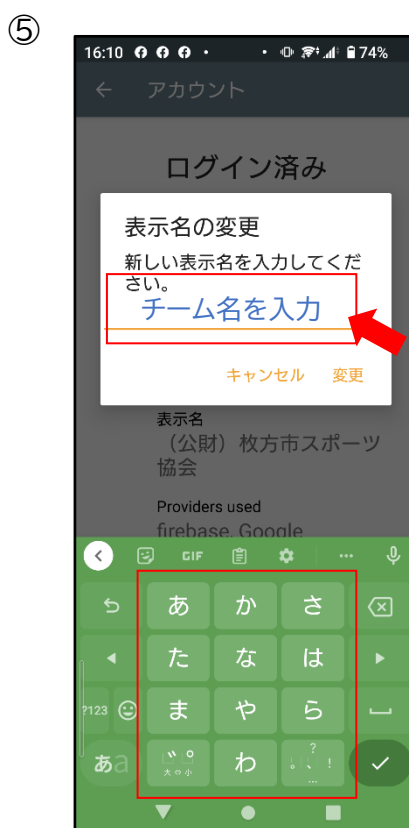 ⑤
16:10
74%
アカウント
ログイン済み
表示名の変更
新しい表示名を入力してくだ
さい。
チーム名を入力
キャンセル 変更
表示名
（公財）枚方市スポーツ
協会
Providers used
firebase, Google
GIF
あ か さ
た な は
?123 ま や ら
あa 大⇔小 わ 。、?!…